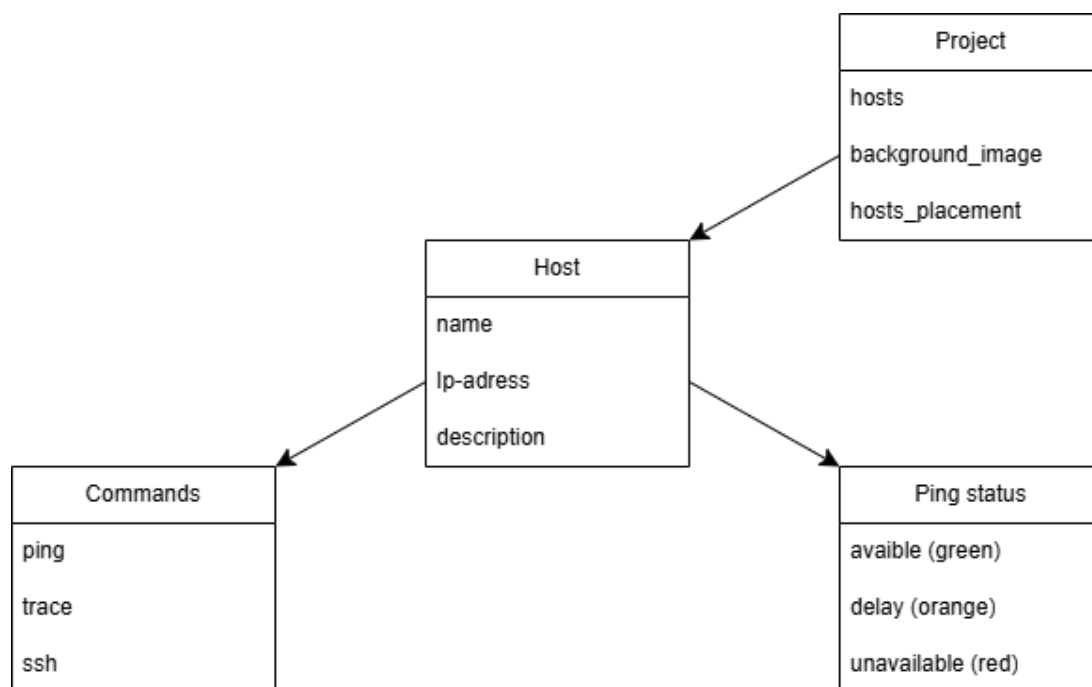 Project
hosts
background_image
hosts_placement
Host
name
Ip-adress
description
Commands
ping
trace
ssh
Ping status
avaible (green)
delay (orange)
unavailable (red)